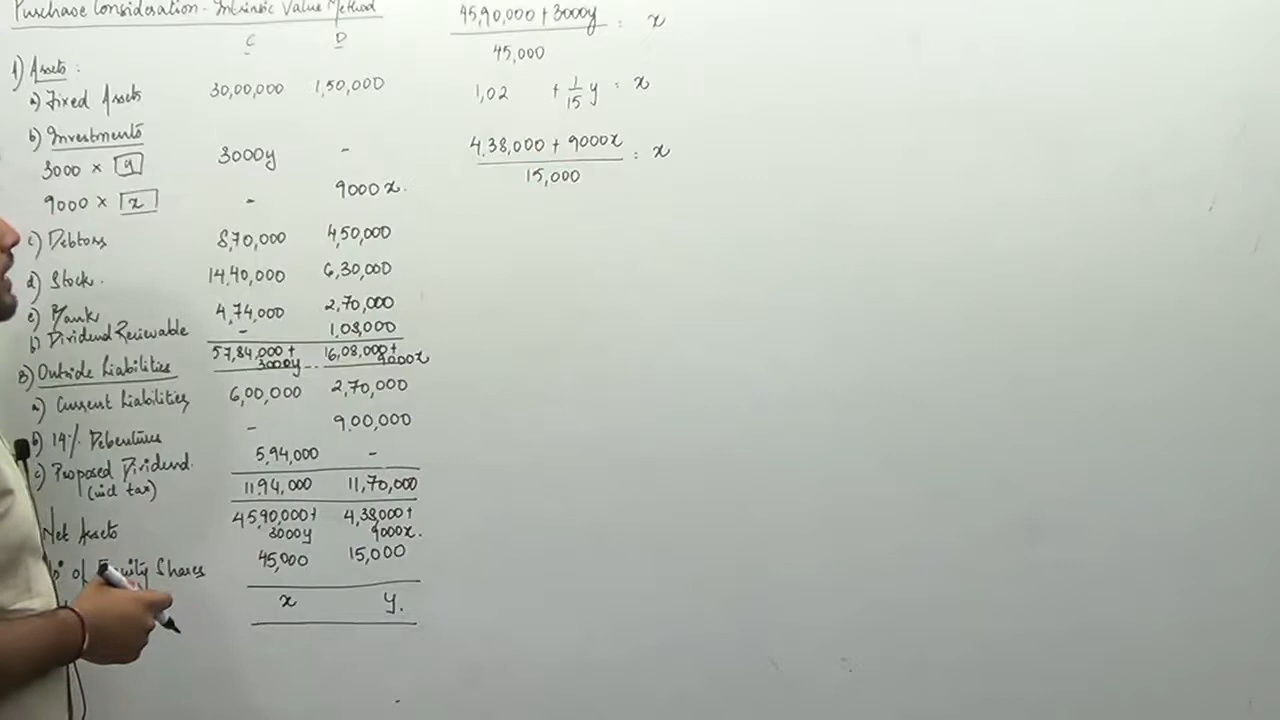 Purchase Consideration - Intrinsic Value Method
C D
1) Assets :
a) Fixed Assets 30,00,000 1,50,000
b) Investments
3000 × y 3000y -
9000 × x - 9000x.
c) Debtors 8,70,000 4,50,000
d) Stock. 14,40,000 6,30,000
e) Bank 4,74,000 2,70,000
b) Dividend Receivable - 1,08,000
57,84,000+ 16,08,000+
3000y 9000x
B) Outside Liabilities
a) Current Liabilities 6,00,000 2,70,000
b) 14% Debentures - 9,00,000
c) Proposed Dividend. 5,94,000 -
(incl tax)
1194,000 11,70,000
Net Assets 45,90,000+ 4,38,000+
3000y 9000x.
of Equity Shares 45,000 15,000
x y.
45,90,000 + 3000y : x
45,000
1,02 + 1/15 y : x
4,38,000 + 9000x : x
15,000